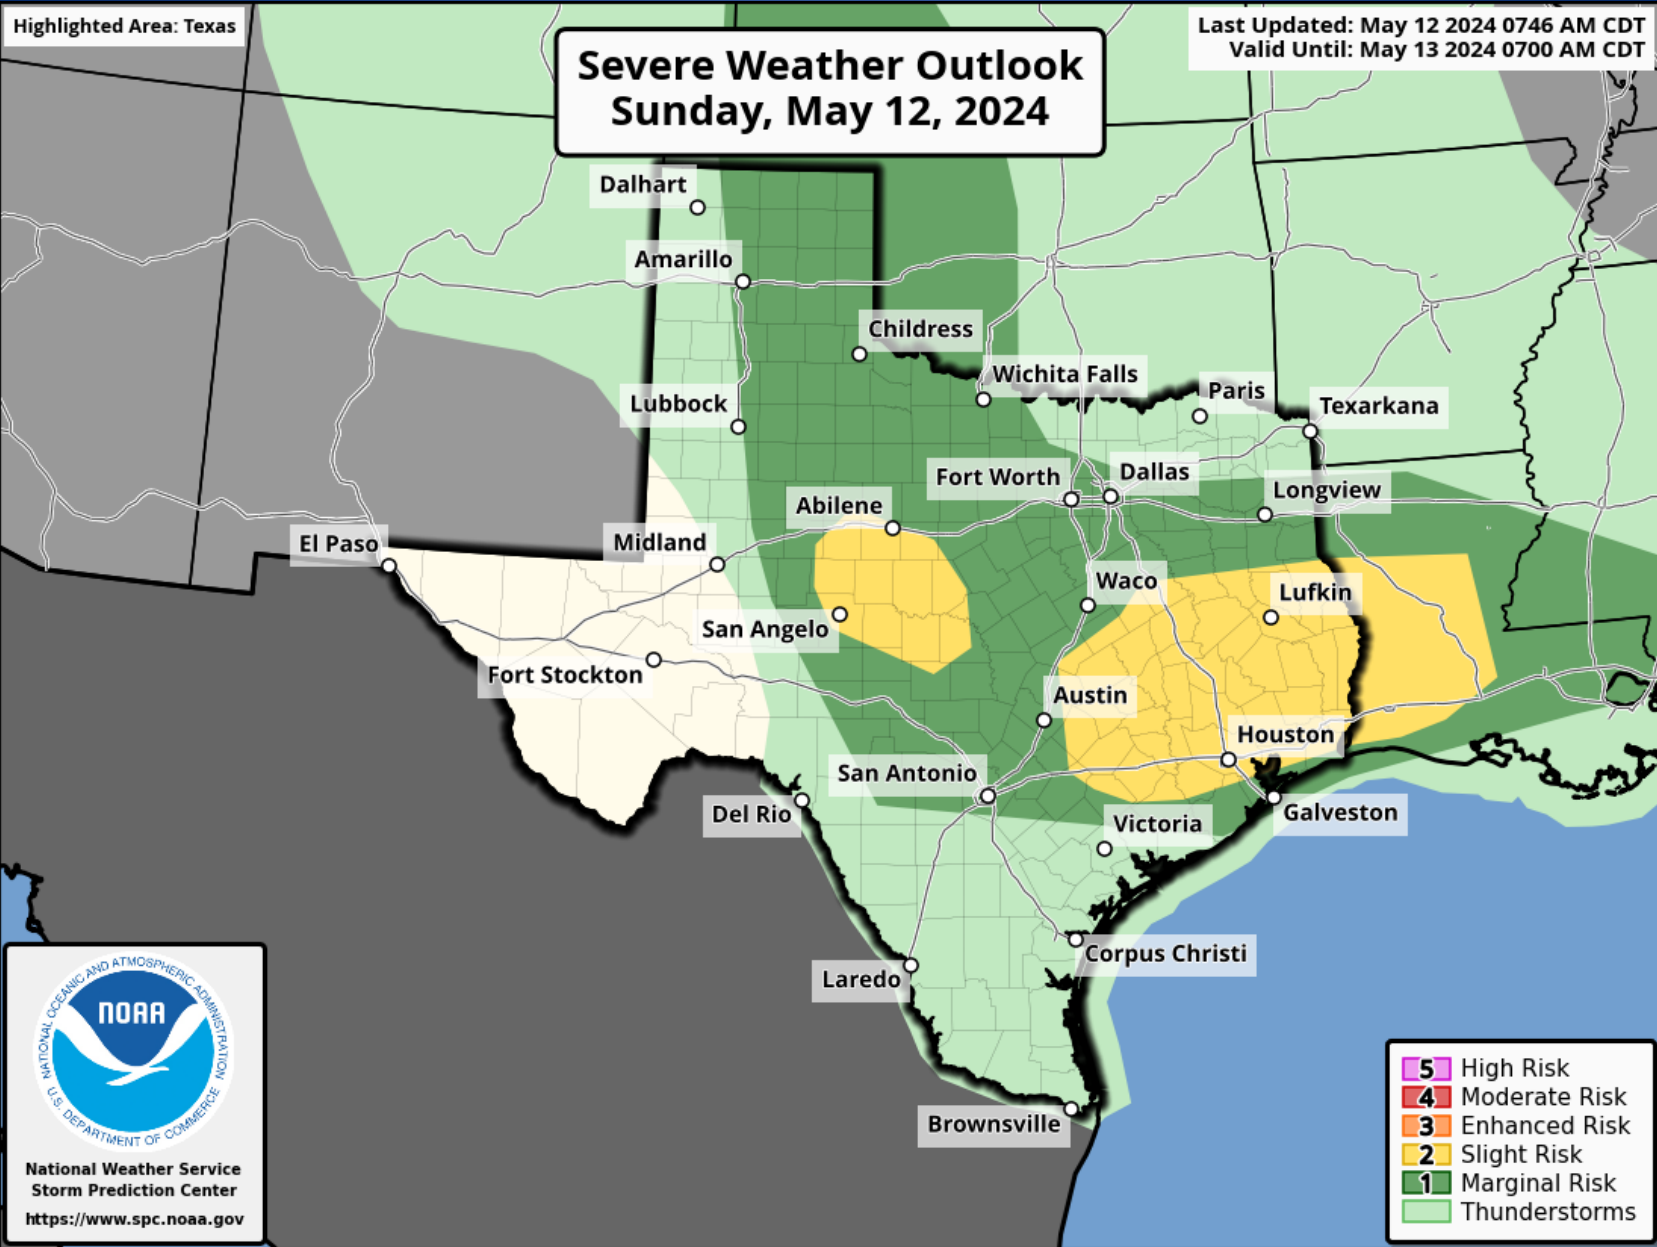 Highlighted Area: Texas
Severe Weather Outlook
Sunday, May 12, 2024
Last Updated: May 12 2024 0746 AM CDT
Valid Until: May 13 2024 0700 AM CDT
Dalhart
Amarillo
Childress
Wichita Falls
Paris
Texarkana
Lubbock
Fort Worth
Dallas
Longview
Abilene
El Paso
Midland
Waco
Lufkin
San Angelo
Fort Stockton
Austin
Houston
San Antonio
Del Rio
Galveston
Victoria
Corpus Christi
Laredo
Brownsville
NATIONAL OCEANIC AND ATMOSPHERIC ADMINISTRATION
NOAA
U.S. DEPARTMENT OF COMMERCE
National Weather Service
Storm Prediction Center
https://www.spc.noaa.gov
5 High Risk
4 Moderate Risk
3 Enhanced Risk
2 Slight Risk
1 Marginal Risk
Thunderstorms